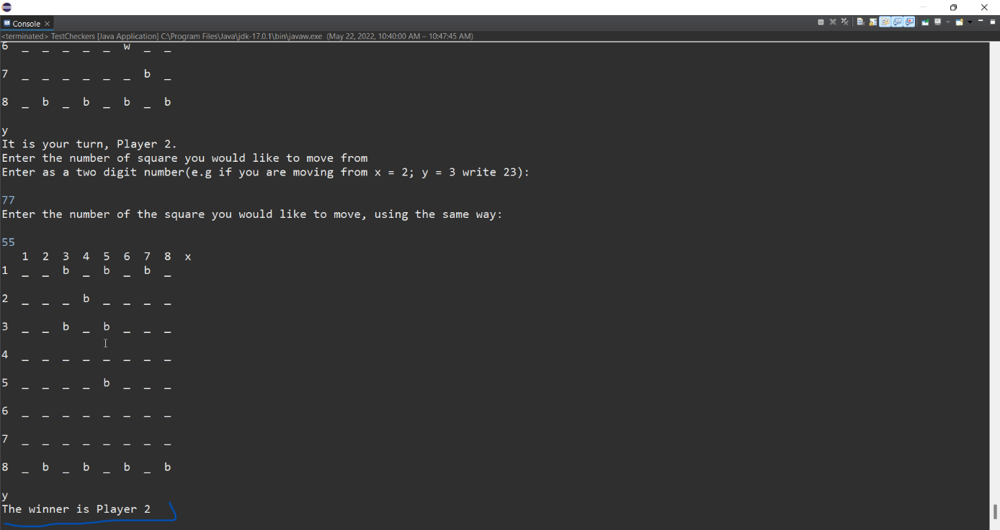 Console
<terminated> TestCheckers [Java Application] C:\Program Files\Java\jdk-17.0.1\bin\javaw.exe (May 22, 2022, 10:40:00 AM – 10:47:45 AM)
6 _ _ _ _ _ w _ _
7 _ _ _ _ _ _ b _
8 _ b _ b _ b _ b
y
It is your turn, Player 2.
Enter the number of square you would like to move from
Enter as a two digit number(e.g if you are moving from x = 2; y = 3 write 23):
77
Enter the number of the square you would like to move, using the same way:
55
1 2 3 4 5 6 7 8 x
1 _ _ b _ b _ b _
2 _ _ _ b _ _ _ _
3 _ _ b _ b _ _ _
4 _ _ _ _ _ _ _ _
5 _ _ _ _ b _ _ _
6 _ _ _ _ _ _ _ _
7 _ _ _ _ _ _ _ _
8 _ b _ b _ b _ b
y
The winner is Player 2